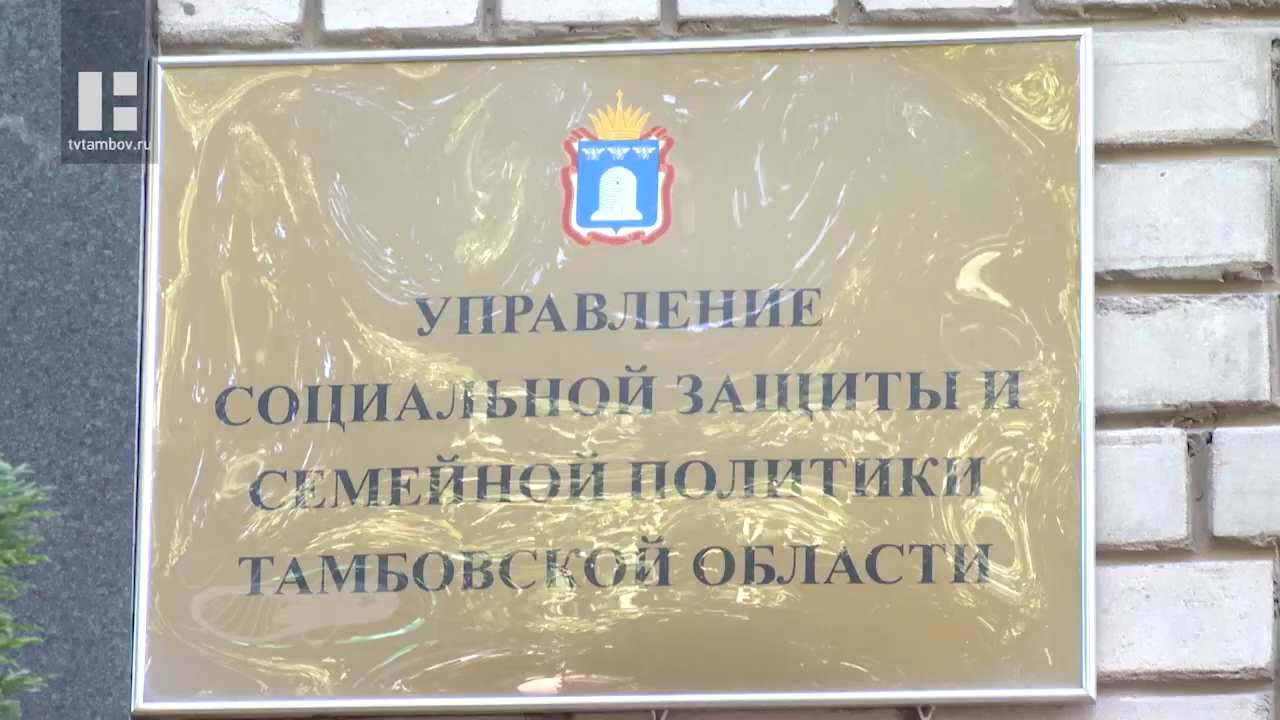 tvtambov.ru
УПРАВЛЕНИЕ
СОЦИАЛЬНОЙ ЗАЩИТЫ И
СЕМЕЙНОЙ ПОЛИТИКИ
ТАМБОВСКОЙ ОБЛАСТИ